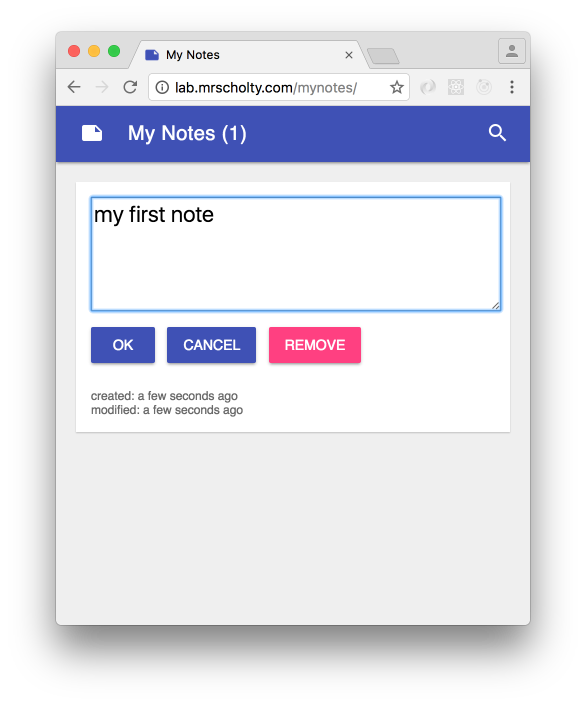 My Notes
lab.mrscholty.com/mynotes/
My Notes (1)
my first note
OK CANCEL REMOVE
created: a few seconds ago
modified: a few seconds ago